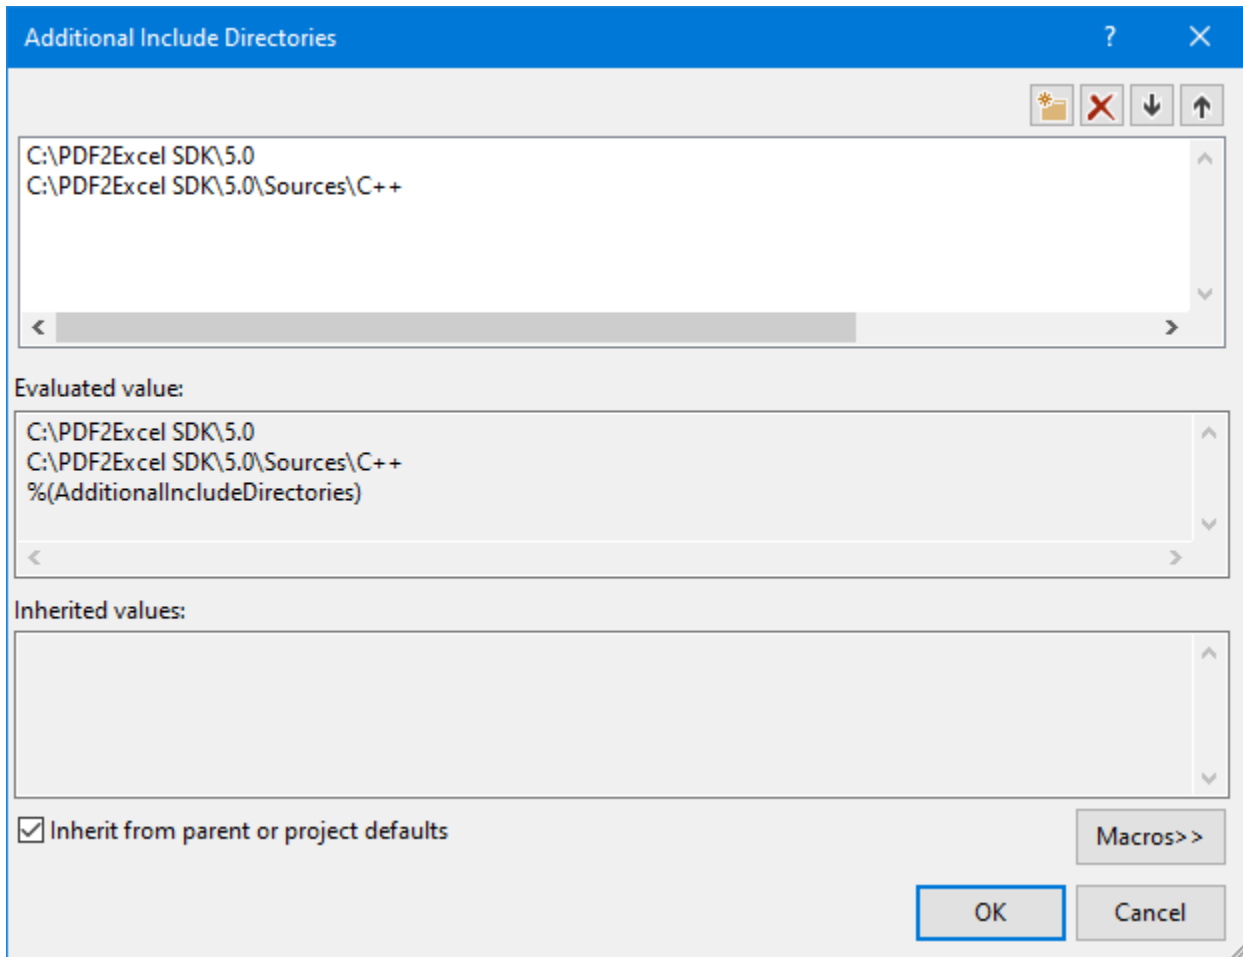 Additional Include Directories
?
C:\PDF2Excel SDK\5.0
C:\PDF2Excel SDK\5.0\Sources\C++
Evaluated value:
C:\PDF2Excel SDK\5.0
C:\PDF2Excel SDK\5.0\Sources\C++
%(AdditionalIncludeDirectories)
Inherited values:
Inherit from parent or project defaults
Macros>>
OK
Cancel